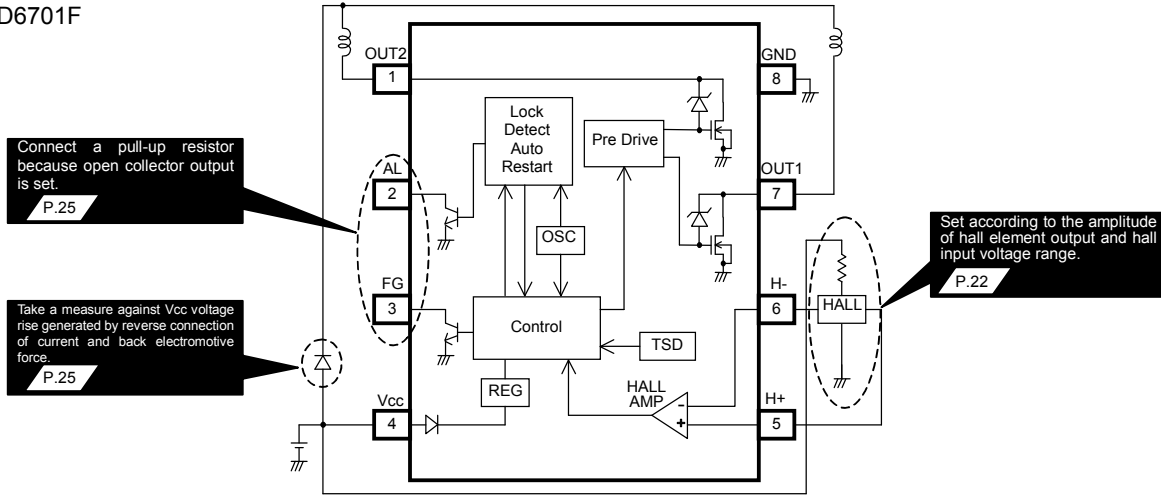 D6701F
OUT2
1
GND
8
Lock
Detect
Auto
Restart
Pre Drive
Connect a pull-up resistor
because open collector output
is set.
P.25
AL
2
OUT1
7
OSC
Set according to the amplitude
of hall element output and hall
input voltage range.
P.22
FG
3
H-
6
HALL
Control
TSD
Take a measure against Vcc voltage
rise generated by reverse connection
of current and back electromotive
force.
P.25
REG
HALL
AMP
-
+
Vcc
4
H+
5